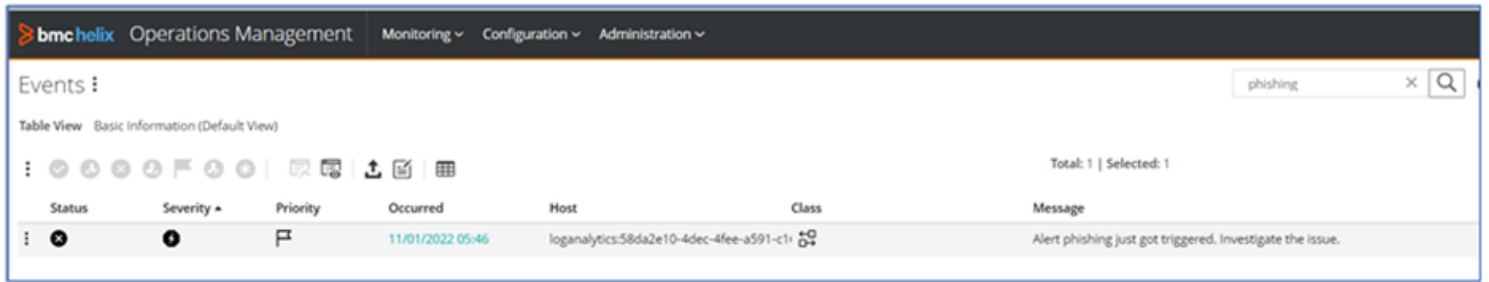 bmchelix Operations Management Monitoring Configuration Administration
Events
phishing
Table View Basic Information (Default View)
Total: 1 | Selected: 1
Status Severity Priority Occurred Host Class Message
11/01/2022 05:46 loganalytics:58da2e10-4dec-4fee-a591-c1 Alert phishing just got triggered. Investigate the issue.